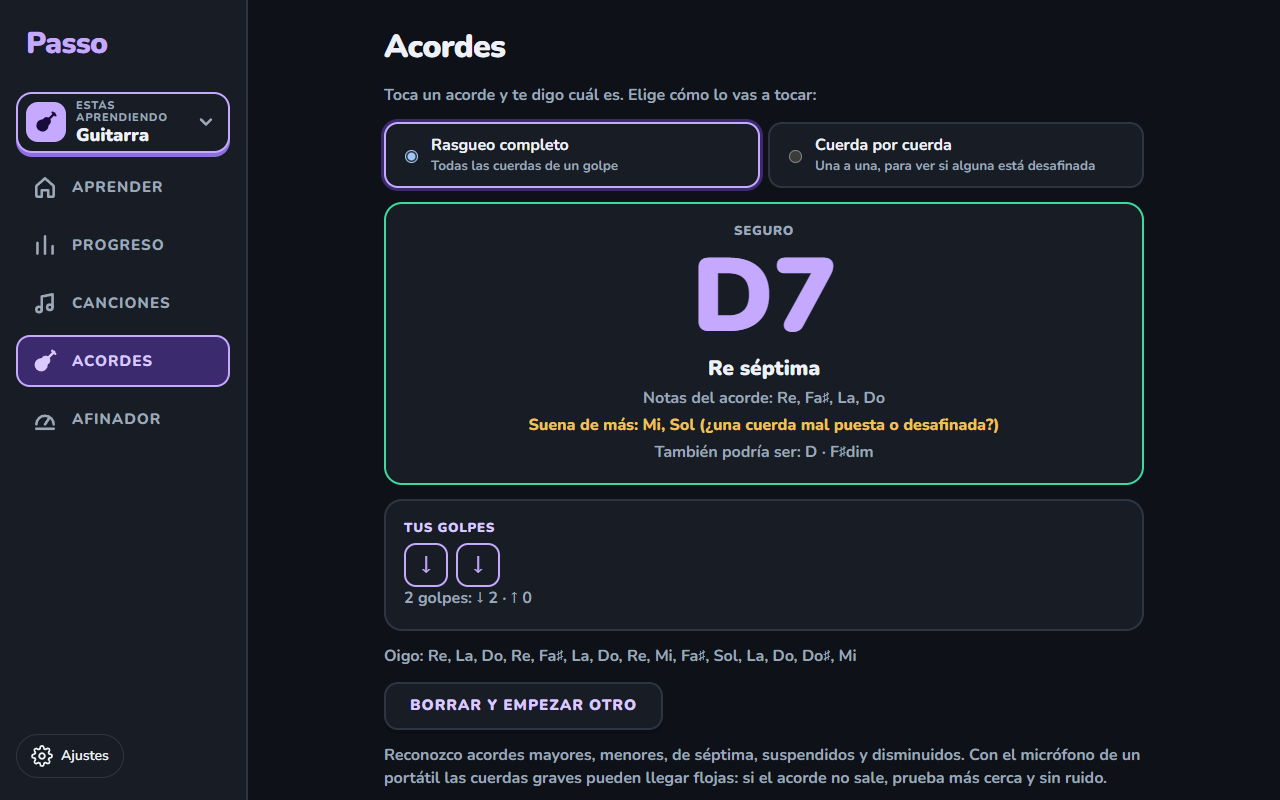 Passo
ESTÁS
APRENDIENDO
Guitarra
APRENDER
PROGRESO
CANCIONES
ACORDES
AFINADOR
Ajustes
Acordes
Toca un acorde y te digo cuál es. Elige cómo lo vas a tocar:
Rasgueo completo
Todas las cuerdas de un golpe
Cuerda por cuerda
Una a una, para ver si alguna está desafinada
SEGURO
D7
Re séptima
Notas del acorde: Re, Fa♯, La, Do
Suena de más: Mi, Sol (¿una cuerda mal puesta o desafinada?)
También podría ser: D · F♯dim
TUS GOLPES
↓ ↓
2 golpes: ↓ 2 · ↑ 0
Oigo: Re, La, Do, Re, Fa♯, La, Do, Re, Mi, Fa♯, Sol, La, Do, Do♯, Mi
BORRAR Y EMPEZAR OTRO
Reconozco acordes mayores, menores, de séptima, suspendidos y disminuidos. Con el micrófono de un
portátil las cuerdas graves pueden llegar flojas: si el acorde no sale, prueba más cerca y sin ruido.